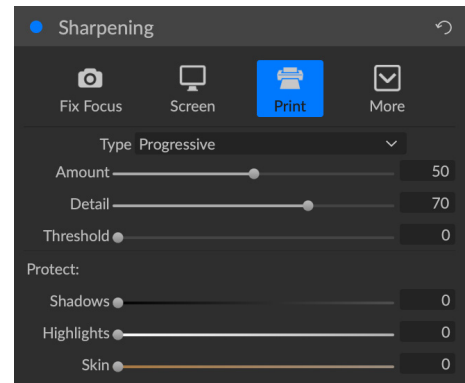 Sharpening
Fix Focus Screen Print More
Type Progressive
Amount 50
Detail 70
Threshold 0
Protect:
Shadows 0
Highlights 0
Skin 0